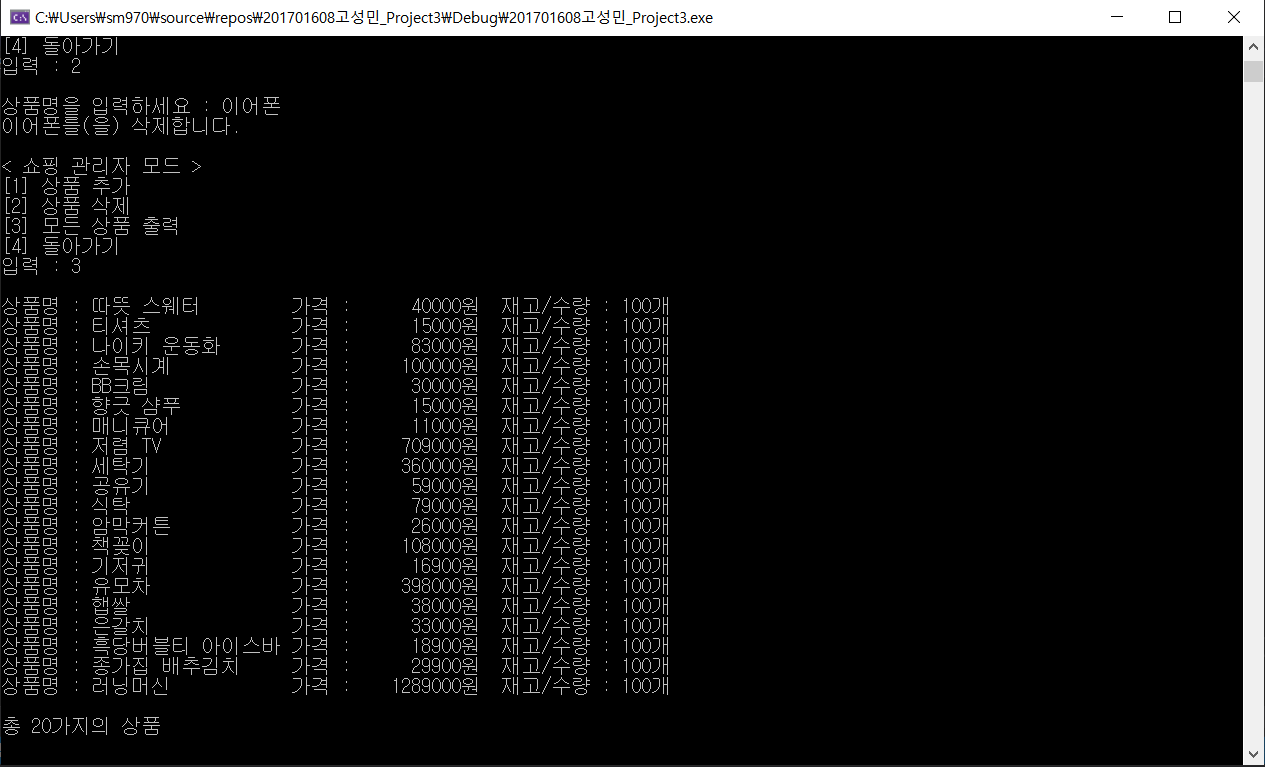 C:\Users\sm970\source\repos\201701608고성민_Project3\Debug\201701608고성민_Project3.exe
[4] 돌아가기
입력 : 2
상품명을 입력하세요 : 이어폰
이어폰를(을) 삭제합니다.
< 쇼핑 관리자 모드 >
[1] 상품 추가
[2] 상품 삭제
[3] 모든 상품 출력
[4] 돌아가기
입력 : 3
상품명 : 따뜻 스웨터 가격 : 40000원 재고/수량 : 100개
상품명 : 티셔츠 가격 : 15000원 재고/수량 : 100개
상품명 : 나이키 운동화 가격 : 83000원 재고/수량 : 100개
상품명 : 손목시계 가격 : 100000원 재고/수량 : 100개
상품명 : BB크림 가격 : 30000원 재고/수량 : 100개
상품명 : 향긋 샴푸 가격 : 15000원 재고/수량 : 100개
상품명 : 매니큐어 가격 : 11000원 재고/수량 : 100개
상품명 : 저렴 TV 가격 : 709000원 재고/수량 : 100개
상품명 : 세탁기 가격 : 360000원 재고/수량 : 100개
상품명 : 공유기 가격 : 59000원 재고/수량 : 100개
상품명 : 식탁 가격 : 79000원 재고/수량 : 100개
상품명 : 암막커튼 가격 : 26000원 재고/수량 : 100개
상품명 : 책꽂이 가격 : 108000원 재고/수량 : 100개
상품명 : 기저귀 가격 : 16900원 재고/수량 : 100개
상품명 : 유모차 가격 : 398000원 재고/수량 : 100개
상품명 : 햅쌀 가격 : 38000원 재고/수량 : 100개
상품명 : 은갈치 가격 : 33000원 재고/수량 : 100개
상품명 : 흑당버블티 아이스바 가격 : 18900원 재고/수량 : 100개
상품명 : 종가집 배추김치 가격 : 29900원 재고/수량 : 100개
상품명 : 러닝머신 가격 : 1289000원 재고/수량 : 100개
총 20가지의 상품